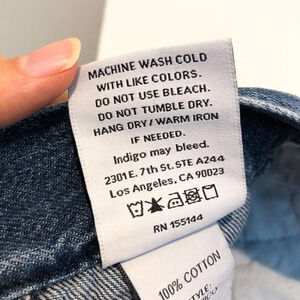 MACHINE WASH COLD
WITH LIKE COLORS.
DO NOT USE BLEACH.
DO NOT TUMBLE DRY.
HANG DRY / WARM IRON
IF NEEDED.
Indigo may bleed.
2301 E. 7th St. STE A244
Los Angeles, CA 90023
RN 155144
100% COTTON
STYLE